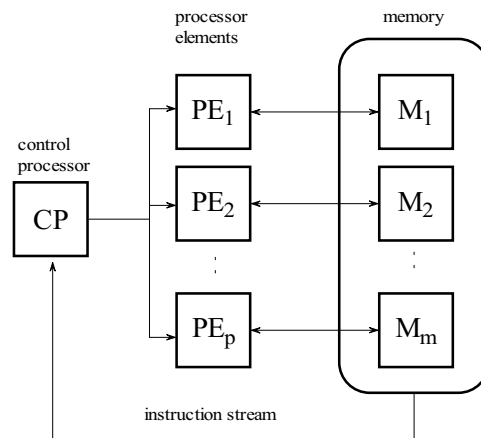 processor
elements
memory
PE1
M1
control
processor
CP
PE2
M2
PEp
Mm
instruction stream